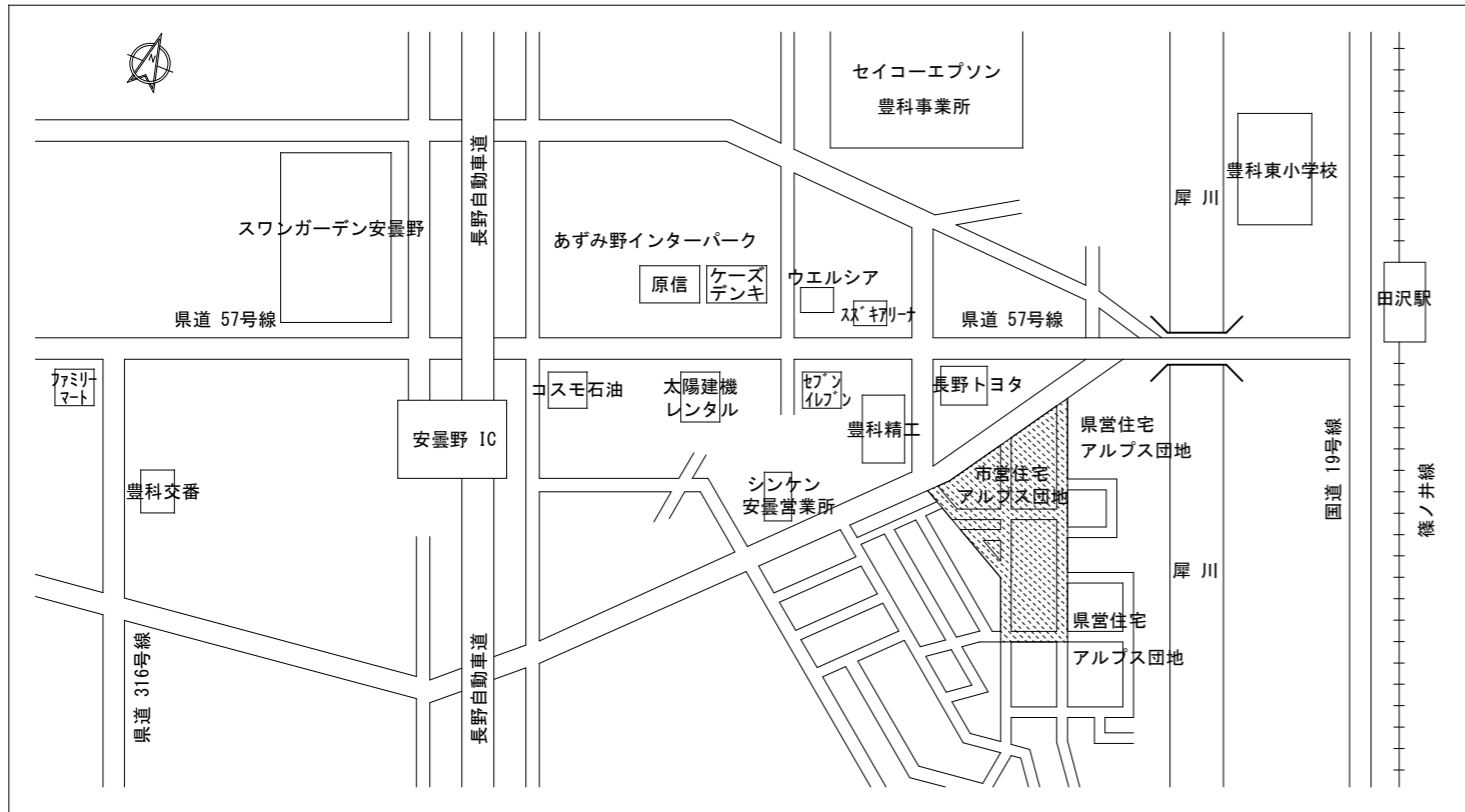 N
セイコーエプソン
豊科事業所
長野自動車道
豊科東小学校
犀 川
スワンガーデン安曇野
あずみ野インターパーク
原信
ケーズ
デンキ
ウエルシア
スズキアリーナ
田沢駅
県道 57号線
県道 57号線
ファミリー
マート
コスモ石油
太陽建機
レンタル
セブン
イレブン
長野トヨタ
豊科精工
安曇野 IC
県営住宅
アルプス団地
市営住宅
アルプス団地
国道 19号線
篠ノ井線
豊科交番
シンケン
安曇営業所
犀 川
県営住宅
アルプス団地
県道 316号線
長野自動車道